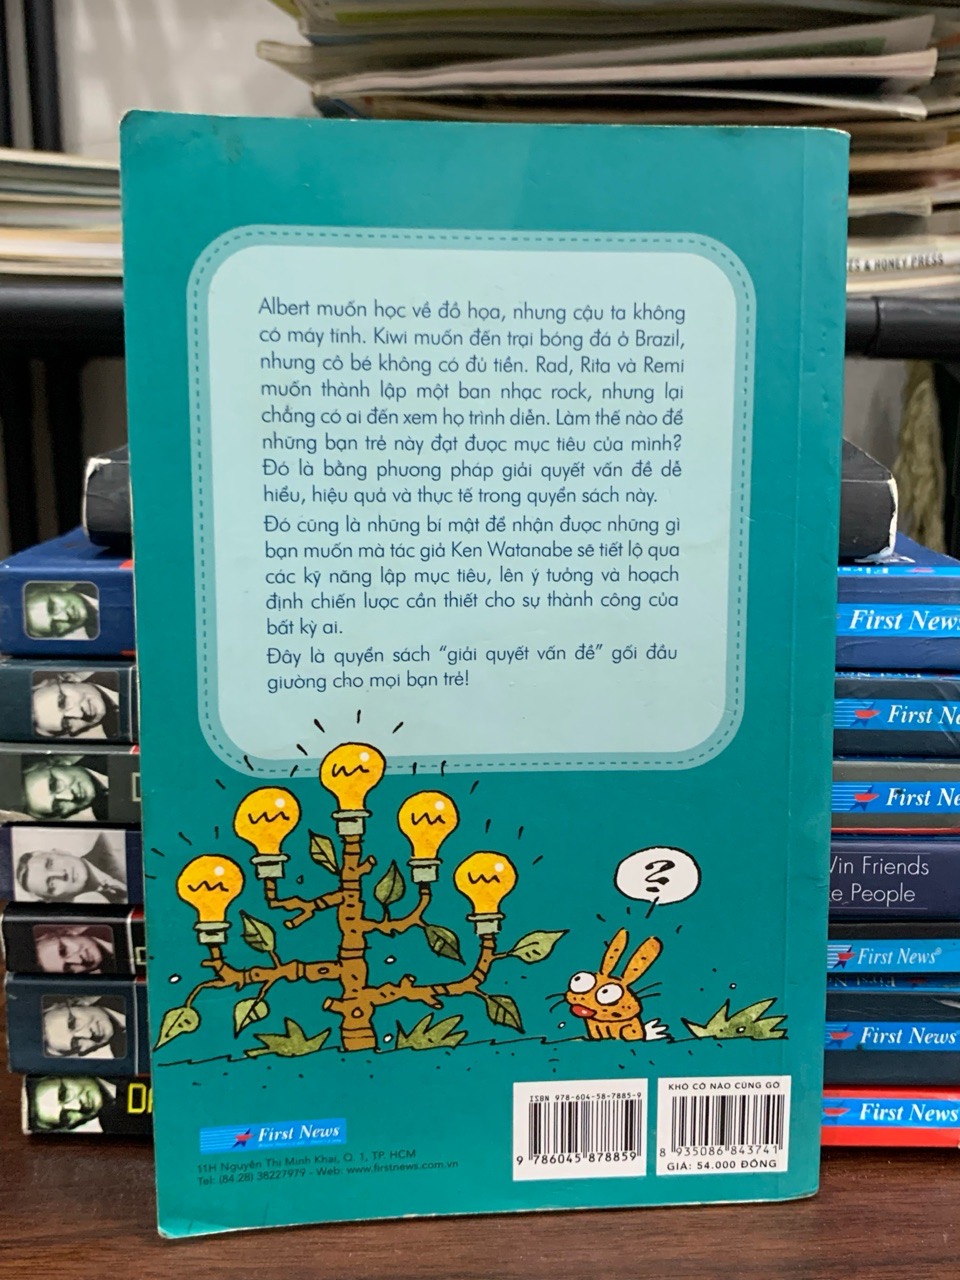 ES & HONEY PRESS
Albert muốn học về đồ họa, nhưng cậu ta không
có máy tính. Kiwi muốn đến trại bóng đá ở Brazil,
nhưng cô bé không có đủ tiền. Rad, Rita và Remi
muốn thành lập một ban nhạc rock, nhưng lại
chẳng có ai đến xem họ trình diễn. Làm thế nào để
những bạn trẻ này đạt được mục tiêu của mình?
Đó là bằng phương pháp giải quyết vấn đề dễ
hiểu, hiệu quả và thực tế trong quyển sách này.
Đó cũng là những bí mật để nhận được những gì
bạn muốn mà tác giả Ken Watanabe sẽ tiết lộ qua
các kỹ năng lập mục tiêu, lên ý tưởng và hoạch
định chiến lược cần thiết cho sự thành công của
bất kỳ ai.
Đây là quyển sách “giải quyết vấn đề” gối đầu
giường cho mọi bạn trẻ!
?
First News
11H Nguyễn Thị Minh Khai, Q. 1, TP. HCM
Tel: (84.28) 38227979 - Web: www.firstnews.com.vn
ISBN 978-604-58-7885-9
9 786045 878859
KHÓ CỠ NÀO CŨNG GỠ
8 935086 843741
GIÁ: 54.000 ĐỒNG
First News
First Ne
First Ne
Win Friends
e People
First News
First News
First News